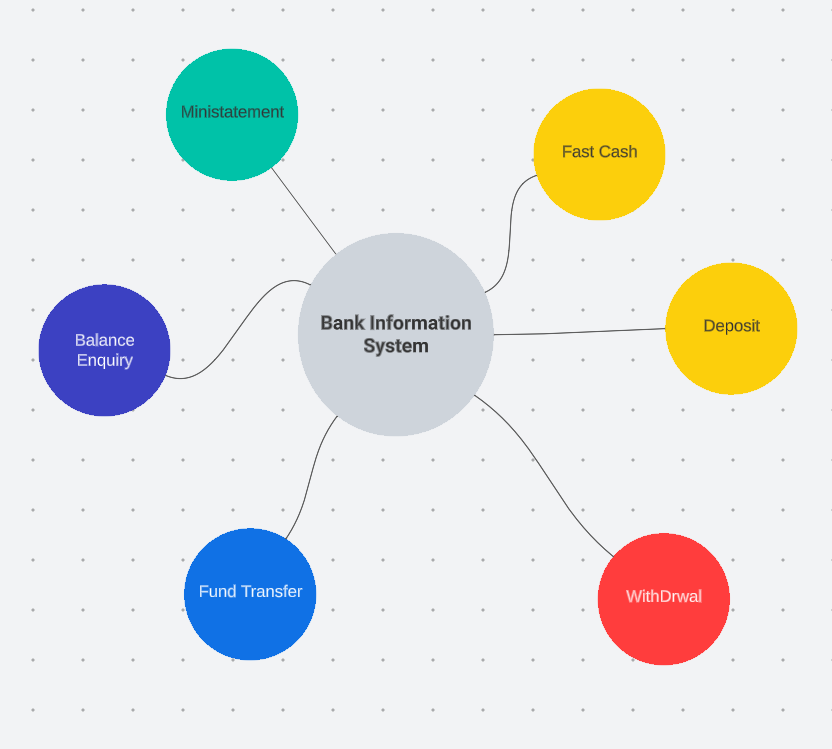 Ministatement
Fast Cash
Bank Information
System
Deposit
Balance
Enquiry
Fund Transfer
WithDrwal